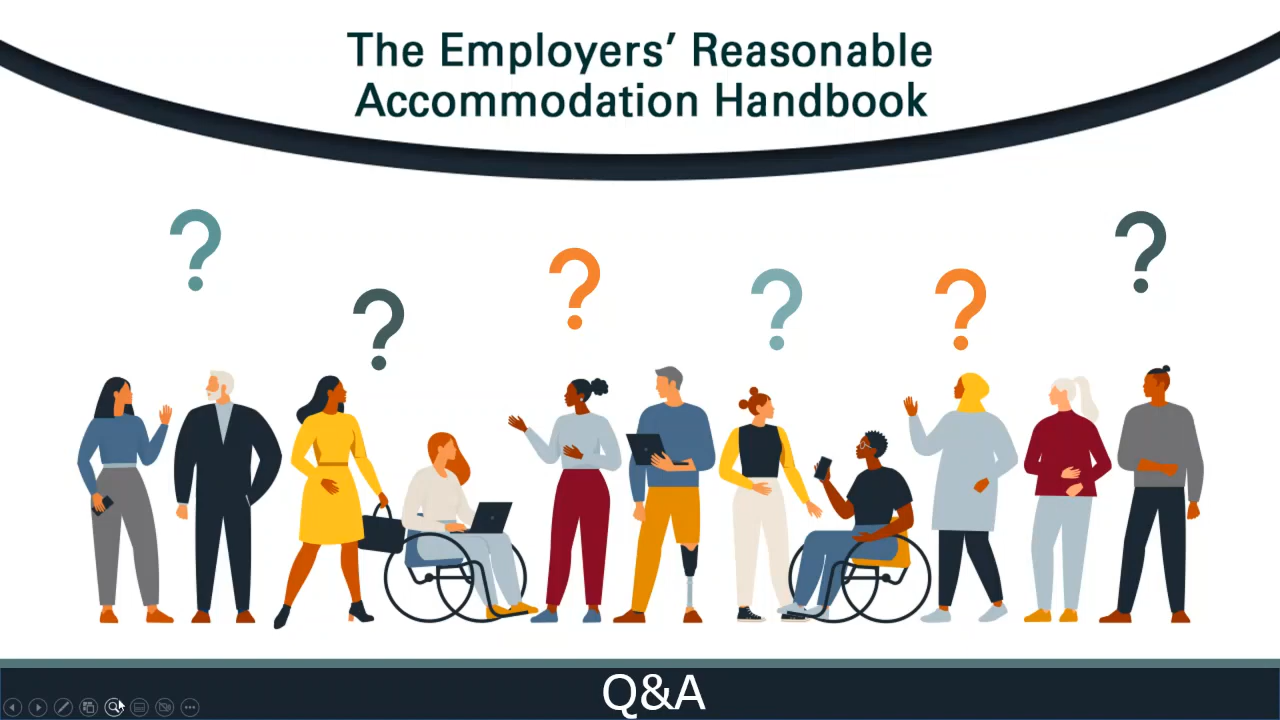 The Employers’ Reasonable
Accommodation Handbook
? ? ? ? ? ?
Q&A